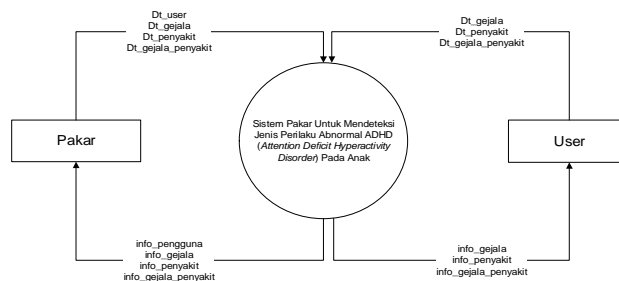 Dt_user
Dt_gejala
Dt_penyakit
Dt_gejala_penyakit
Dt_gejala
Dt_penyakit
Dt_gejala_penyakit
Pakar
Sistem Pakar Untuk Mendeteksi
Jenis Perilaku Abnormal ADHD
(Attention Deficit Hyperactivity
Disorder) Pada Anak
User
info_pengguna
info_gejala
info_penyakit
info_gejala_penyakit
info_gejala
info_penyakit
info_gejala_penyakit